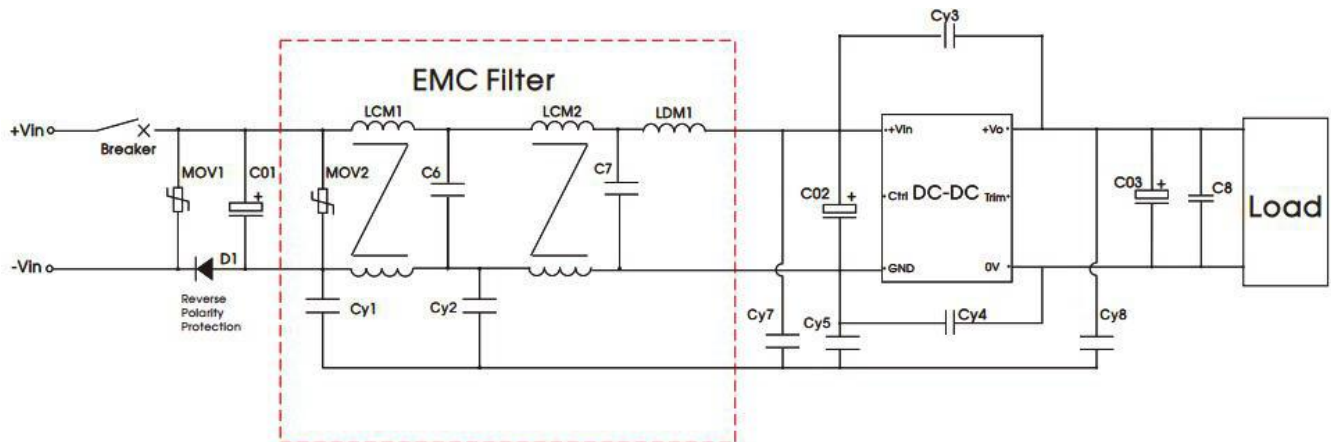 Cy3
EMC Filter
LCM1
LCM2
LDM1
+Vin
Breaker
MOV1
C01
+
MOV2
C6
C7
C02
+
+Vin
+Vo
Ctrl
DC-DC
Trim
GND
0V
C03
+
C8
Load
-Vin
D1
Reverse
Polarity
Protection
Cy1
Cy2
Cy7
Cy5
Cy4
Cy8